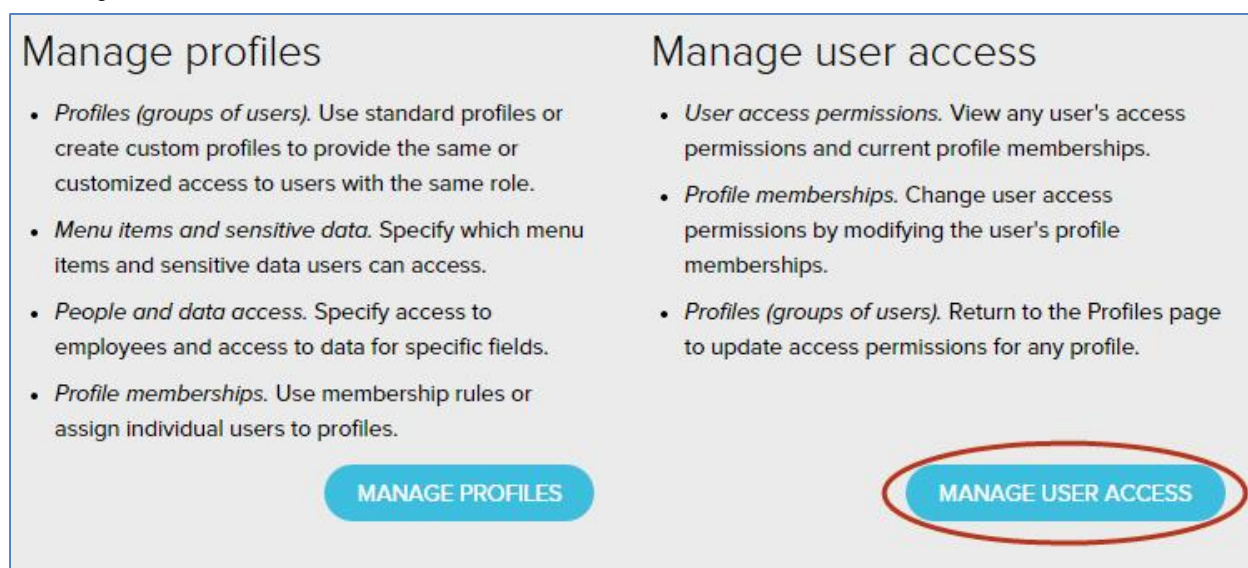 Manage profiles
• Profiles (groups of users). Use standard profiles or
create custom profiles to provide the same or
customized access to users with the same role.
• Menu items and sensitive data. Specify which menu
items and sensitive data users can access.
• People and data access. Specify access to
employees and access to data for specific fields.
• Profile memberships. Use membership rules or
assign individual users to profiles.
MANAGE PROFILES
Manage user access
• User access permissions. View any user's access
permissions and current profile memberships.
• Profile memberships. Change user access
permissions by modifying the user's profile
memberships.
• Profiles (groups of users). Return to the Profiles page
to update access permissions for any profile.
MANAGE USER ACCESS